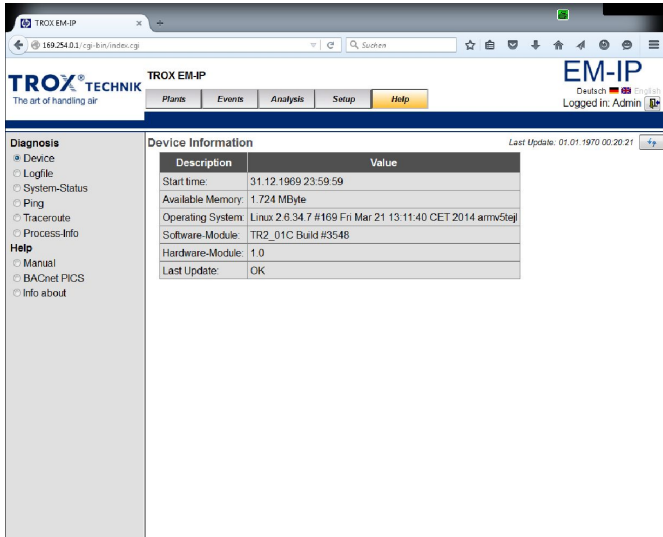 TROX EM-IP
169.254.0.1/cgi-bin/index.cgi
Suchen
TROX® TECHNIK
The art of handling air
TROX EM-IP
Plants Events Analysis Setup Help
EM-IP
Deutsch English
Logged in: Admin
Diagnosis
Device
Logfile
System-Status
Ping
Traceroute
Process-Info
Help
Manual
BACnet PICS
Info about
Device Information
Last Update: 01.01.1970 00:20:21
Description Value
Start time: 31.12.1969 23:59:59
Available Memory: 1.724 MByte
Operating System: Linux 2.6.34.7 #169 Fri Mar 21 13:11:40 CET 2014 armv5tejl
Software-Module: TR2_01C Build #3548
Hardware-Module: 1.0
Last Update: OK